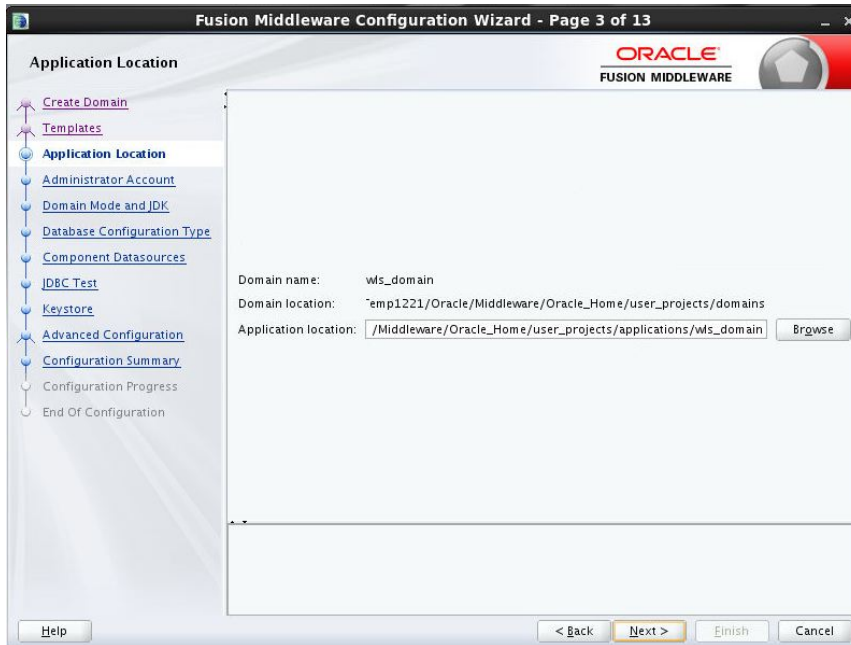 Fusion Middleware Configuration Wizard - Page 3 of 13
Application Location
ORACLE
FUSION MIDDLEWARE
Create Domain
Templates
Application Location
Administrator Account
Domain Mode and JDK
Database Configuration Type
Component Datasources
JDBC Test
Keystore
Advanced Configuration
Configuration Summary
Configuration Progress
End Of Configuration
Domain name: wls_domain
Domain location: emp1221/Oracle/Middleware/Oracle_Home/user_projects/domains
Application location: /Middleware/Oracle_Home/user_projects/applications/wls_domain Browse
Help < Back Next > Finish Cancel